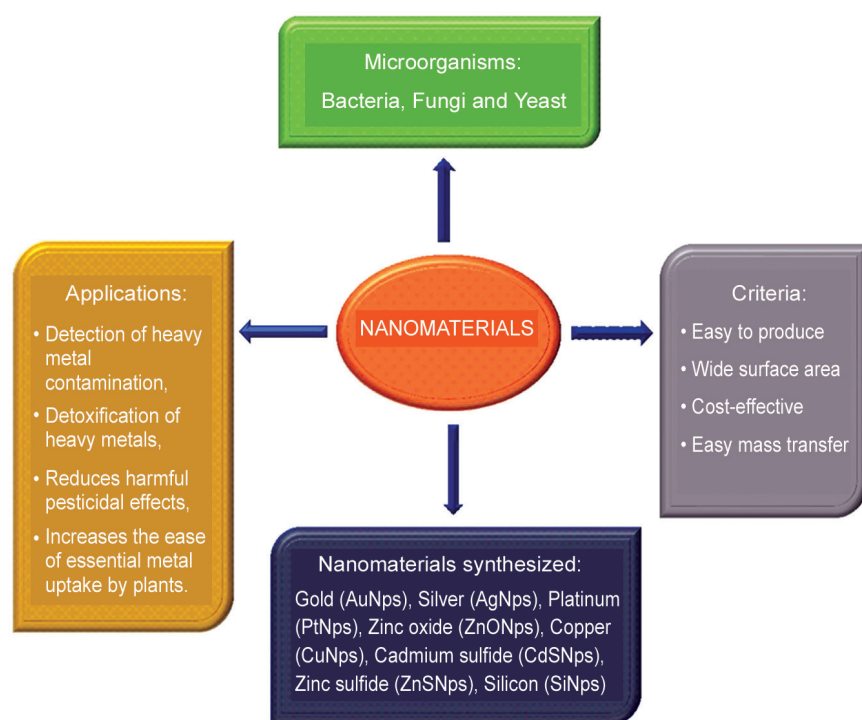 Microorganisms:
Bacteria, Fungi and Yeast
Applications:
• Detection of heavy
metal
contamination,
• Detoxification of
heavy metals,
• Reduces harmful
pesticidal effects,
• Increases the ease
of essential metal
uptake by plants.
NANOMATERIALS
Criteria:
• Easy to produce
• Wide surface area
• Cost-effective
• Easy mass transfer
Nanomaterials synthesized:
Gold (AuNps), Silver (AgNps), Platinum
(PtNps), Zinc oxide (ZnONps), Copper
(CuNps), Cadmium sulfide (CdSNps),
Zinc sulfide (ZnSNps), Silicon (SiNps)